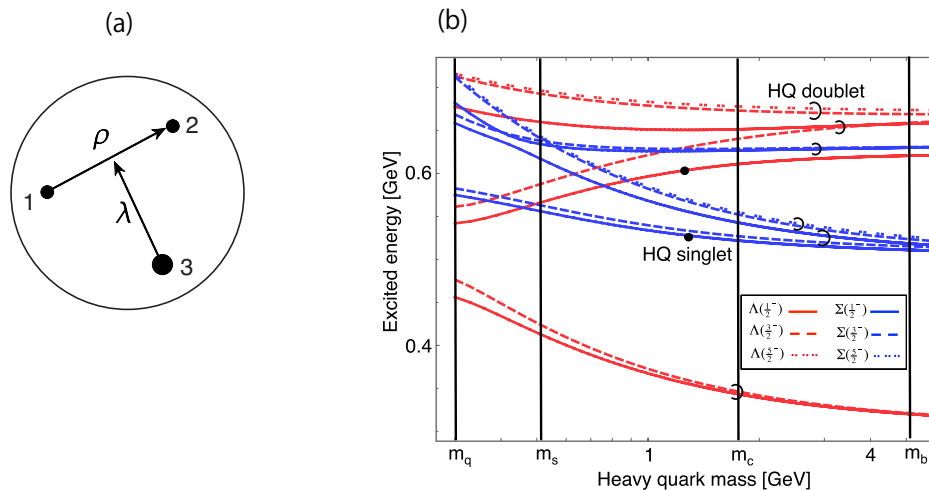 (a)
ρ
2
1
λ
3
(b)
Excited energy [GeV]
0.6
0.4
HQ doublet
HQ singlet
Λ(1/2⁻) Σ(1/2⁻)
Λ(3/2⁻) Σ(3/2⁻)
Λ(5/2⁻) Σ(5/2⁻)
m_q m_s 1 m_c 4 m_b
Heavy quark mass [GeV]